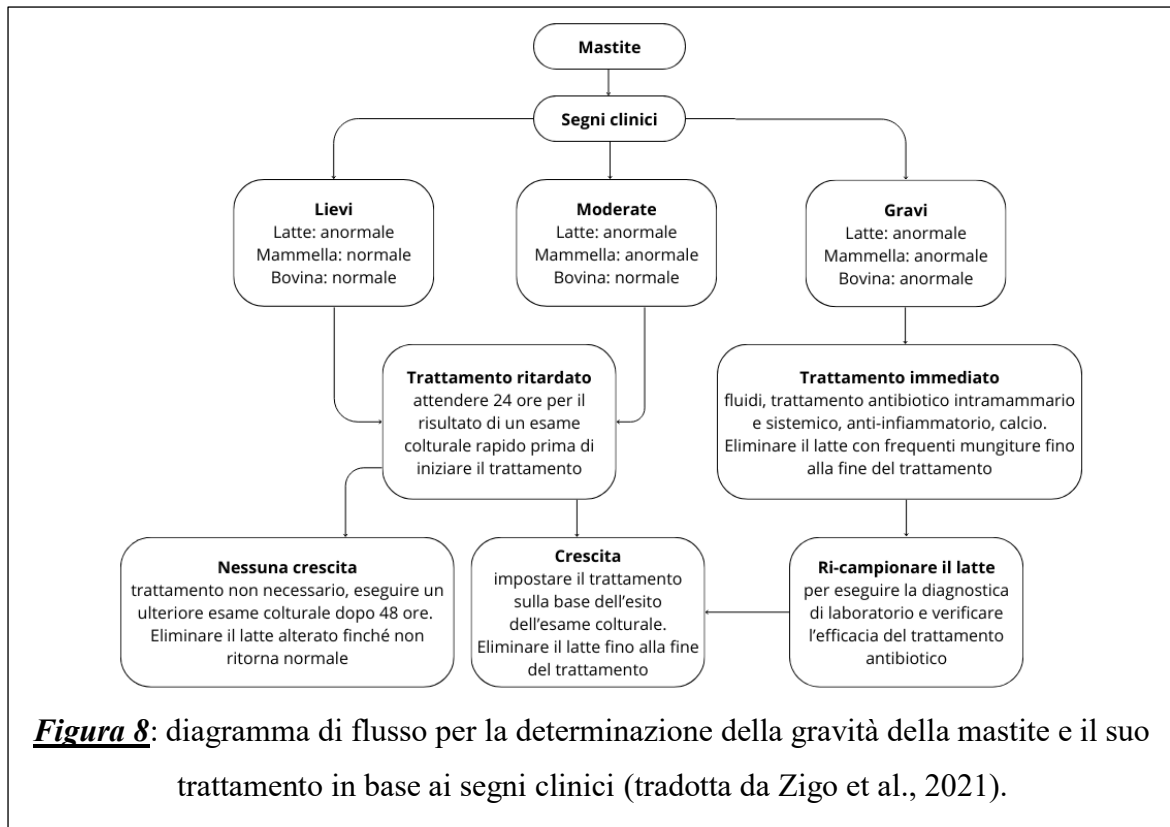 Mastite
Segni clinici
Lievi
Latte: anormale
Mammella: normale
Bovina: normale
Moderate
Latte: anormale
Mammella: anormale
Bovina: normale
Gravi
Latte: anormale
Mammella: anormale
Bovina: anormale
Trattamento ritardato
attendere 24 ore per il
risultato di un esame
colturale rapido prima di
iniziare il trattamento
Trattamento immediato
fluidi, trattamento antibiotico intramammario
e sistemico, anti-infiammatorio, calcio.
Eliminare il latte con frequenti mungiture fino
alla fine del trattamento
Nessuna crescita
trattamento non necessario, eseguire un
ulteriore esame colturale dopo 48 ore.
Eliminare il latte alterato finché non
ritorna normale
Crescita
impostare il trattamento
sulla base dell'esito
dell'esame colturale.
Eliminare il latte fino alla fine
del trattamento
Ri-campionare il latte
per eseguire la diagnostica
di laboratorio e verificare
l'efficacia del trattamento
antibiotico
Figura 8: diagramma di flusso per la determinazione della gravità della mastite e il suo
trattamento in base ai segni clinici (tradotta da Zigo et al., 2021).